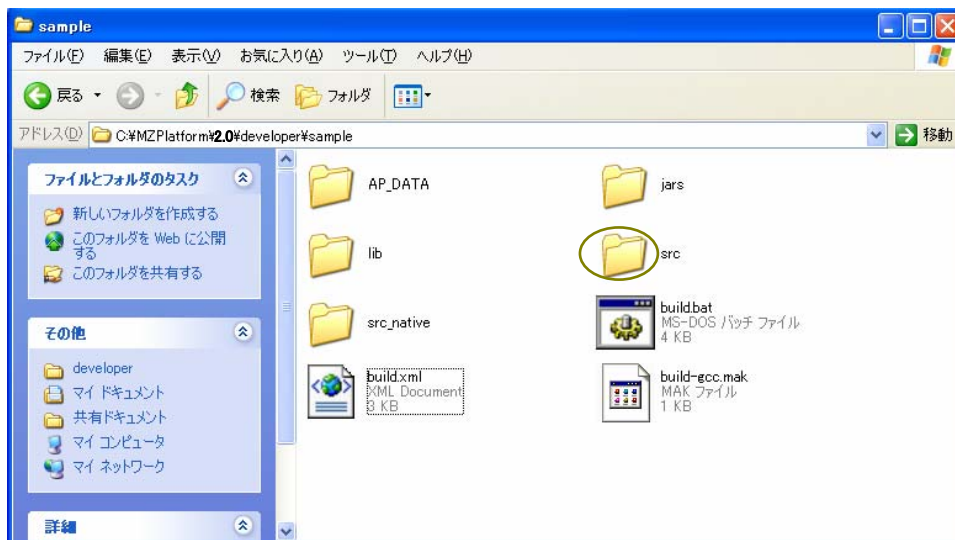 sample
ファイル(F) 編集(E) 表示(V) お気に入り(A) ツール(T) ヘルプ(H)
戻る 検索 フォルダ
アドレス(D) C:¥MZPlatform¥2.0¥developer¥sample 移動
ファイルとフォルダのタスク
新しいフォルダを作成する
このフォルダを Web に公開
する
このフォルダを共有する
その他
developer
マイ ドキュメント
共有ドキュメント
マイ コンピュータ
マイ ネットワーク
詳細
AP_DATA
jars
lib
src
src_native
build.bat
MS-DOS バッチ ファイル
4 KB
build.xml
XML Document
3 KB
build-gcc.mak
MAK ファイル
1 KB